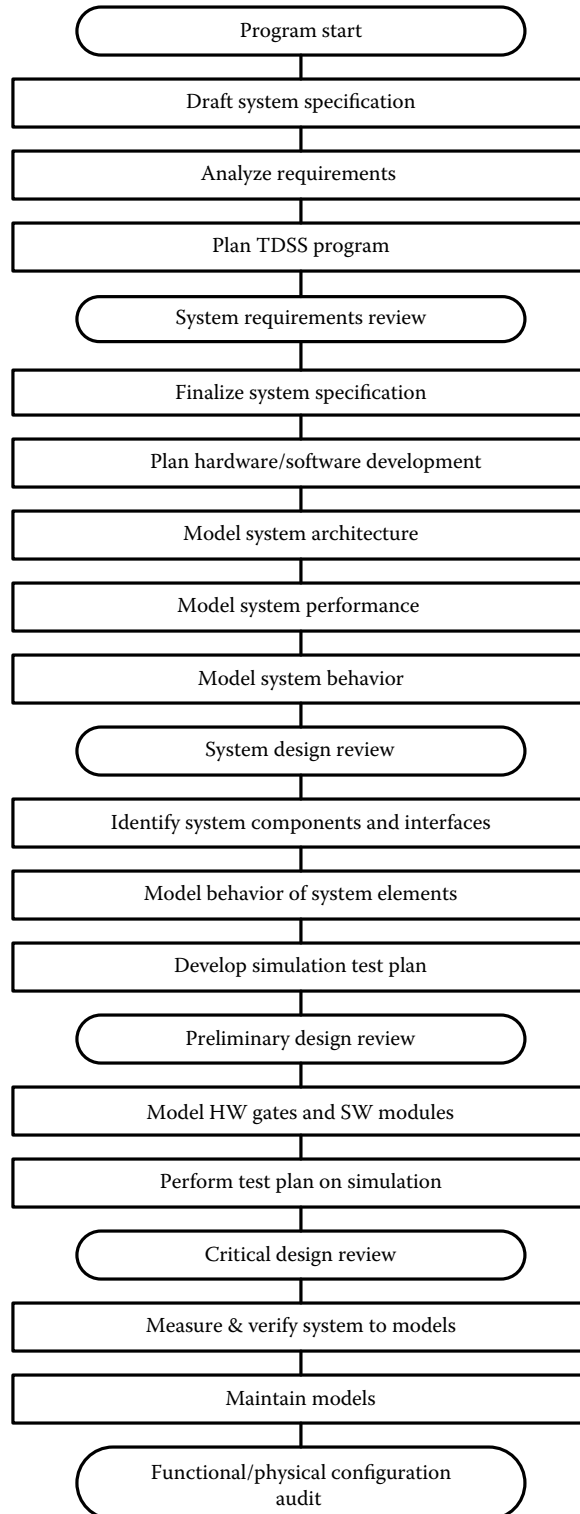 Program start
Draft system specification
Analyze requirements
Plan TDSS program
System requirements review
Finalize system specification
Plan hardware/software development
Model system architecture
Model system performance
Model system behavior
System design review
Identify system components and interfaces
Model behavior of system elements
Develop simulation test plan
Preliminary design review
Model HW gates and SW modules
Perform test plan on simulation
Critical design review
Measure & verify system to models
Maintain models
Functional/physical configuration
audit